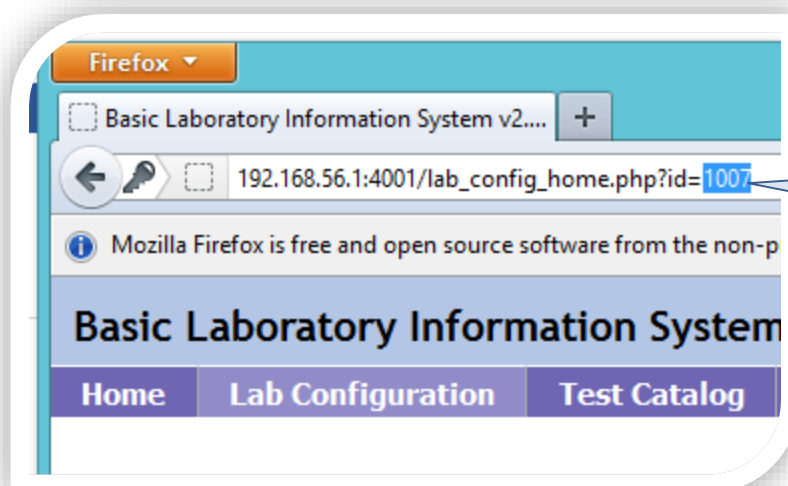 Firefox
Basic Laboratory Information System v2....
192.168.56.1:4001/lab_config_home.php?id=1007
Mozilla Firefox is free and open source software from the non-p
Basic Laboratory Information System
Home Lab Configuration Test Catalog